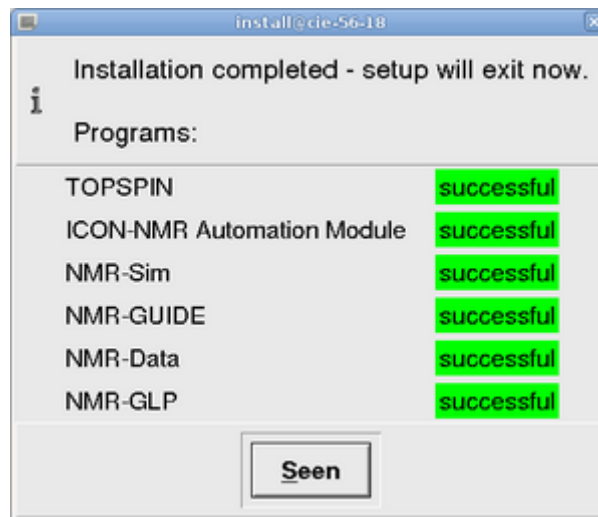 install@cie-56-18
Installation completed - setup will exit now.
Programs:
TOPSPIN successful
ICON-NMR Automation Module successful
NMR-Sim successful
NMR-GUIDE successful
NMR-Data successful
NMR-GLP successful
Seen